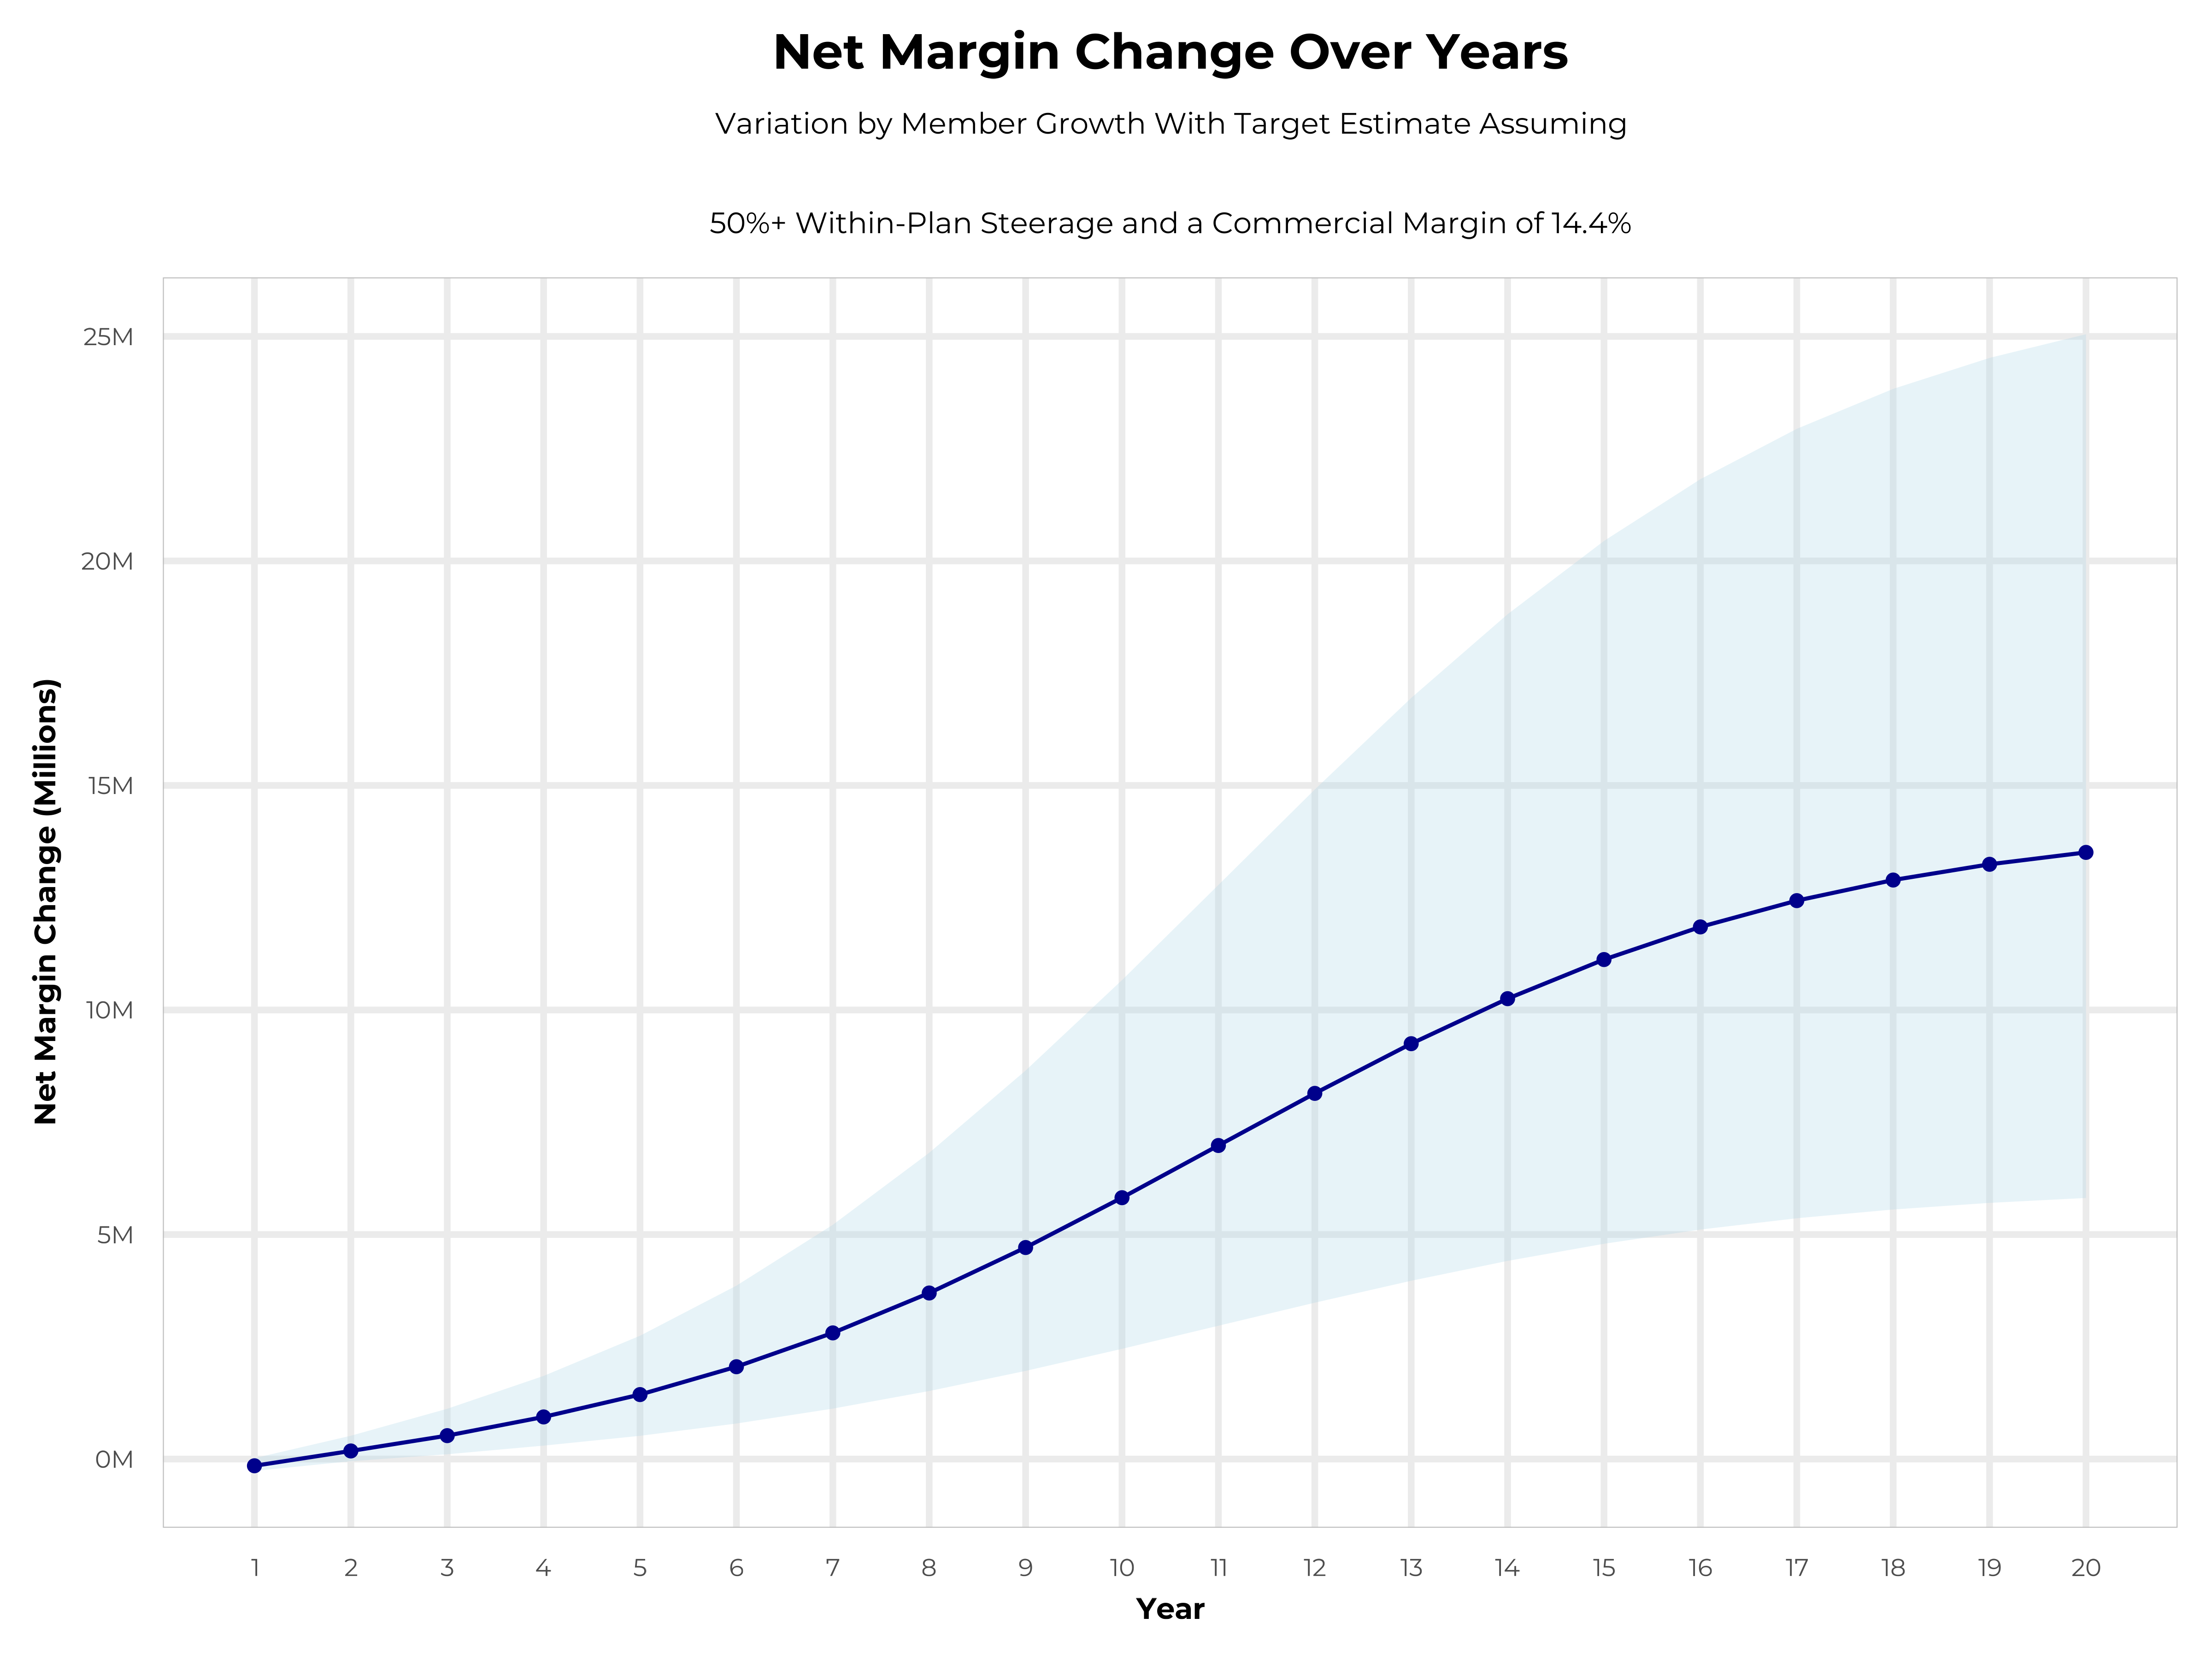 Net Margin Change Over Years
Variation by Member Growth With Target Estimate Assuming
50%+ Within-Plan Steerage and a Commercial Margin of 14.4%
Net Margin Change (Millions)
25M
20M
15M
10M
5M
0M
1 2 3 4 5 6 7 8 9 10 11 12 13 14 15 16 17 18 19 20
Year